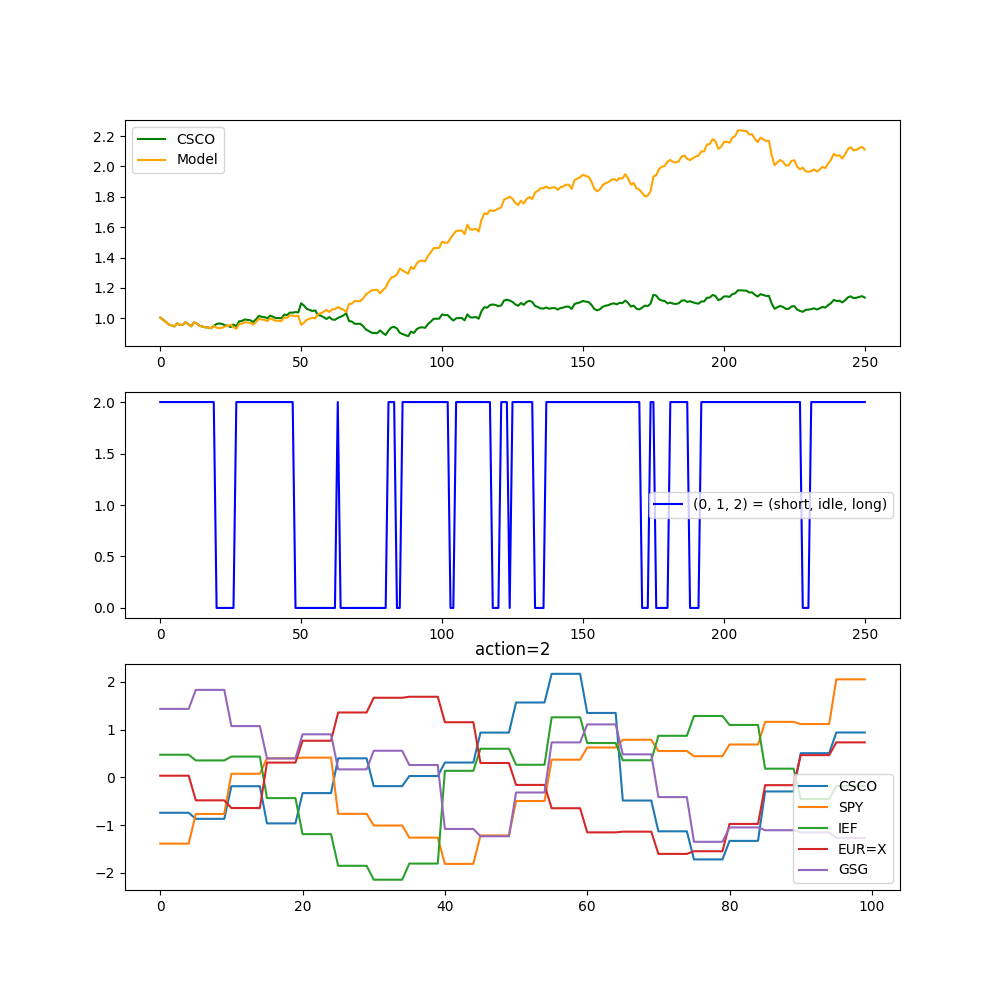 CSCO
Model
2.2
2.0
1.8
1.6
1.4
1.2
1.0
0 50 100 150 200 250
2.0
1.5
1.0
0.5
0.0
(0, 1, 2) = (short, idle, long)
0 50 100 150 200 250
action=2
2
1
0
−1
−2
CSCO
SPY
IEF
EUR=X
GSG
0 20 40 60 80 100